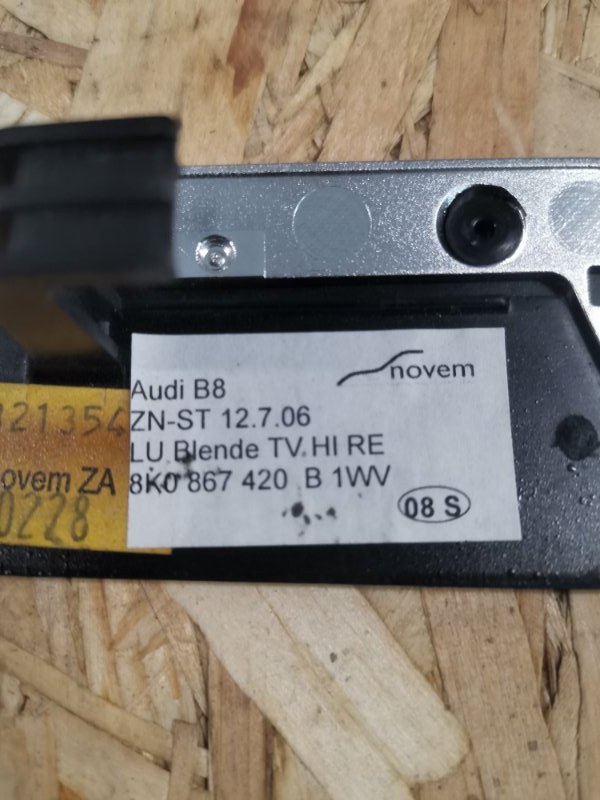 novem
Audi B8
ZN-ST 12.7.06
LU Blende TV HI RE
8K0 867 420 B 1WV
08 S
21354
ovem ZA
0228